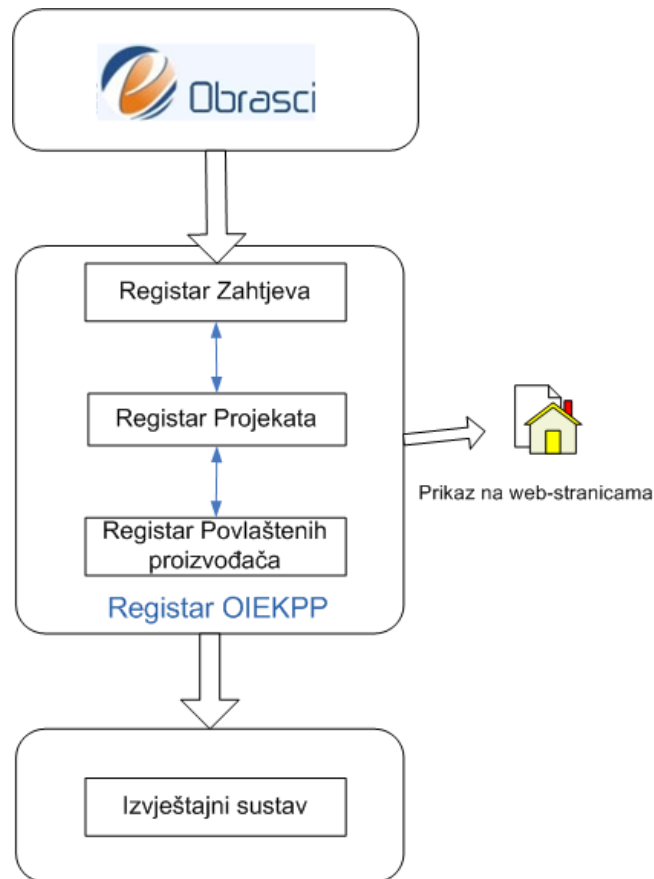 e Obrasci
Registar Zahtjeva
Registar Projekata
Prikaz na web-stranicama
Registar Povlaštenih
proizvođača
Registar OIEKPP
Izvještajni sustav